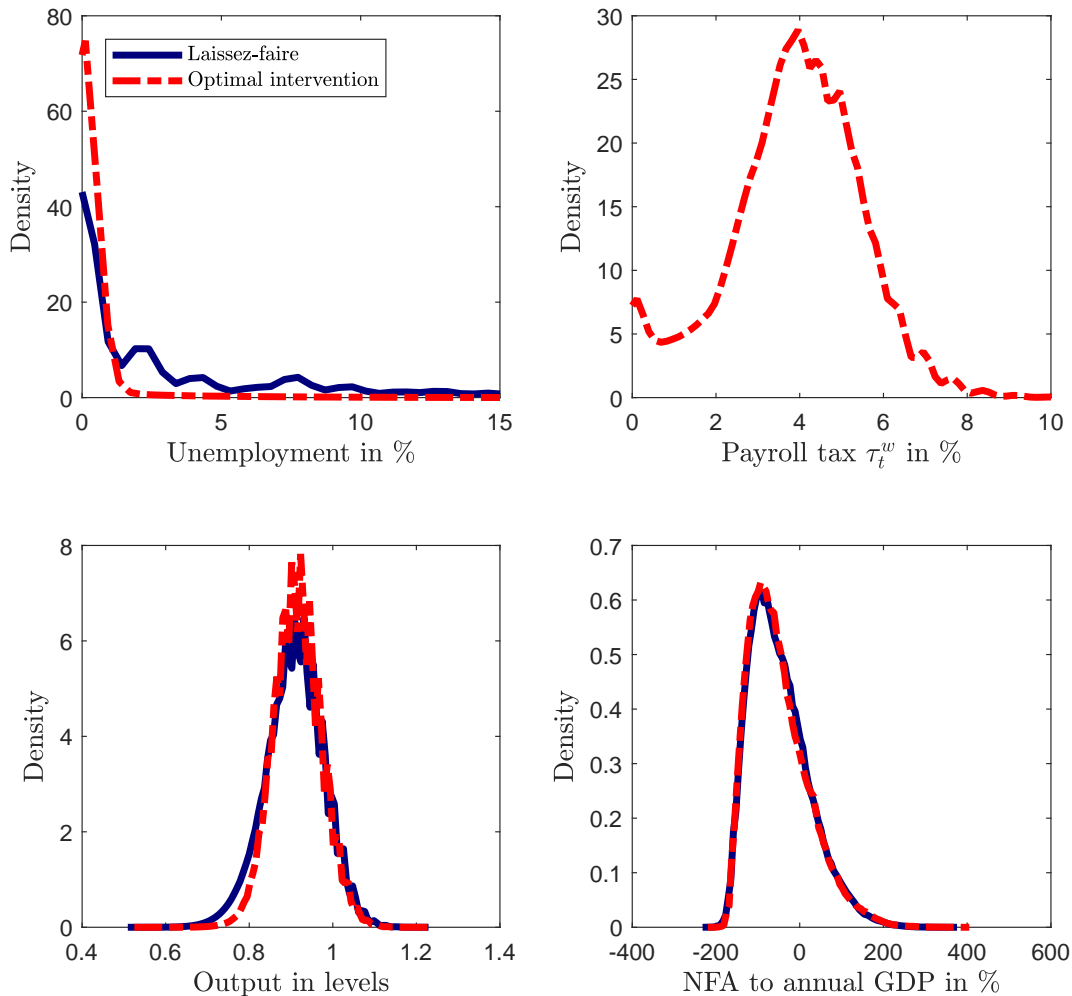 80
60
40
20
0
Density
Laissez-faire
Optimal intervention
0 5 10 15
Unemployment in %
30
25
20
15
10
5
0
Density
0 2 4 6 8 10
Payroll tax τ_t^w in %
8
6
4
2
0
Density
0.4 0.6 0.8 1 1.2 1.4
Output in levels
0.7
0.6
0.5
0.4
0.3
0.2
0.1
0
Density
-400 -200 0 200 400 600
NFA to annual GDP in %